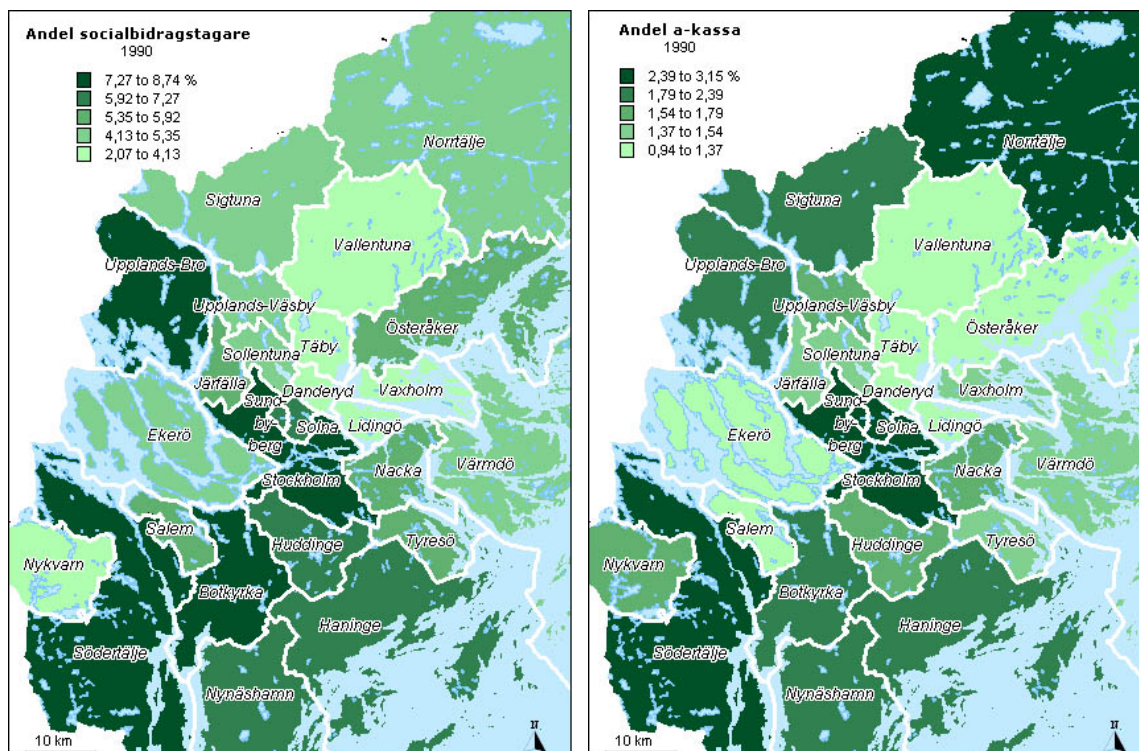 Andel socialbidragstagare
1990
7,27 to 8,74 %
5,92 to 7,27
5,35 to 5,92
4,13 to 5,35
2,07 to 4,13
Norrtälje
Sigtuna
Vallentuna
Upplands-Bro
Upplands-Väsby
Österåker
Täby
Sollentuna
Järfälla
Danderyd
Vaxholm
Sund-
by-
berg
Solna
Lidingö
Ekerö
Nacka
Värmdö
Stockholm
Salem
Huddinge
Tyresö
Nykvarn
Botkyrka
Haninge
Södertälje
Nynäshamn
10 km
N
Andel a-kassa
1990
2,39 to 3,15 %
1,79 to 2,39
1,54 to 1,79
1,37 to 1,54
0,94 to 1,37
Norrtälje
Sigtuna
Vallentuna
Upplands-Bro
Upplands-Väsby
Österåker
Täby
Sollentuna
Järfälla
Danderyd
Vaxholm
Sund-
by-
berg
Solna
Lidingö
Ekerö
Nacka
Värmdö
Stockholm
Salem
Huddinge
Tyresö
Nykvarn
Botkyrka
Haninge
Södertälje
Nynäshamn
10 km
N